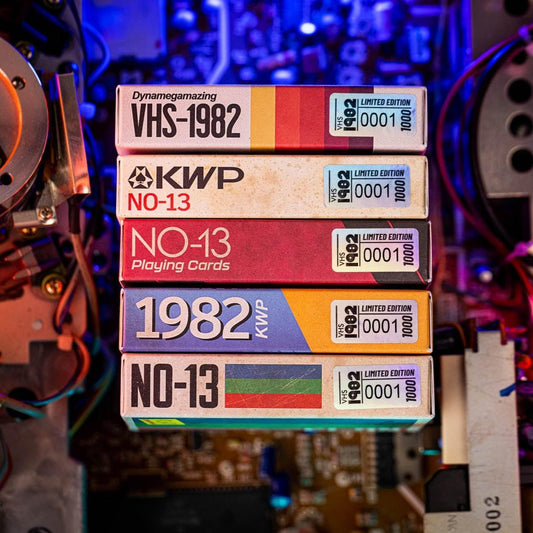 Dynamegamazing
VHS-1982
VHS
1982
LIMITED EDITION
0001
1000
KWP
NO-13
VHS
1982
LIMITED EDITION
0001
1000
NO-13
Playing Cards
VHS
1982
LIMITED EDITION
0001
1000
1982
KWP
VHS
1982
LIMITED EDITION
0001
1000
NO-13
VHS
1982
LIMITED EDITION
0001
1000
002